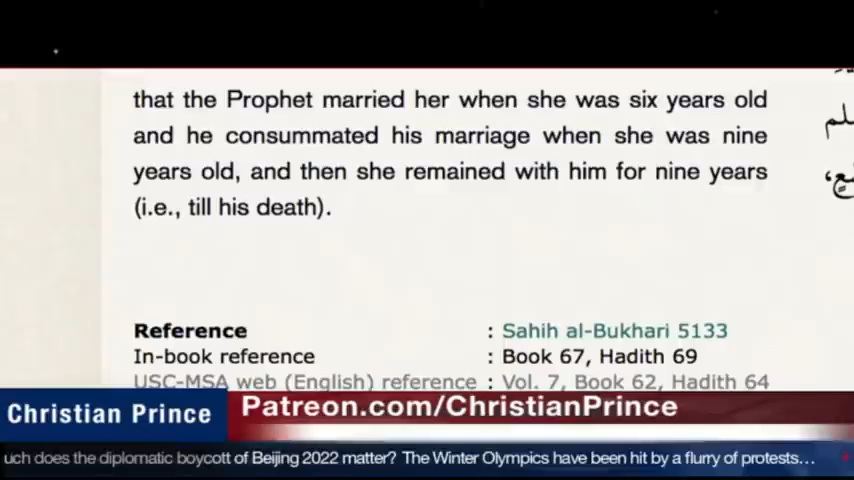 that the Prophet married her when she was six years old
and he consummated his marriage when she was nine
years old, and then she remained with him for nine years
(i.e., till his death).
Reference : Sahih al-Bukhari 5133
In-book reference : Book 67, Hadith 69
USC-MSA web (English) reference : Vol. 7, Book 62, Hadith 64
Christian Prince
Patreon.com/ChristianPrince
uch does the diplomatic boycott of Beijing 2022 matter? The Winter Olympics have been hit by a flurry of protests...